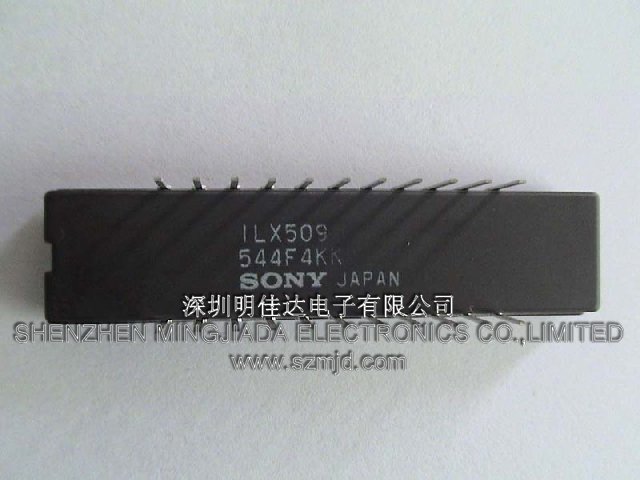 ILX509
544F4KK
SONY JAPAN
深圳明佳达电子有限公司
SHENZHEN MINGJIADA ELECTRONICS CO.,LIMITED
www.szmjd.com